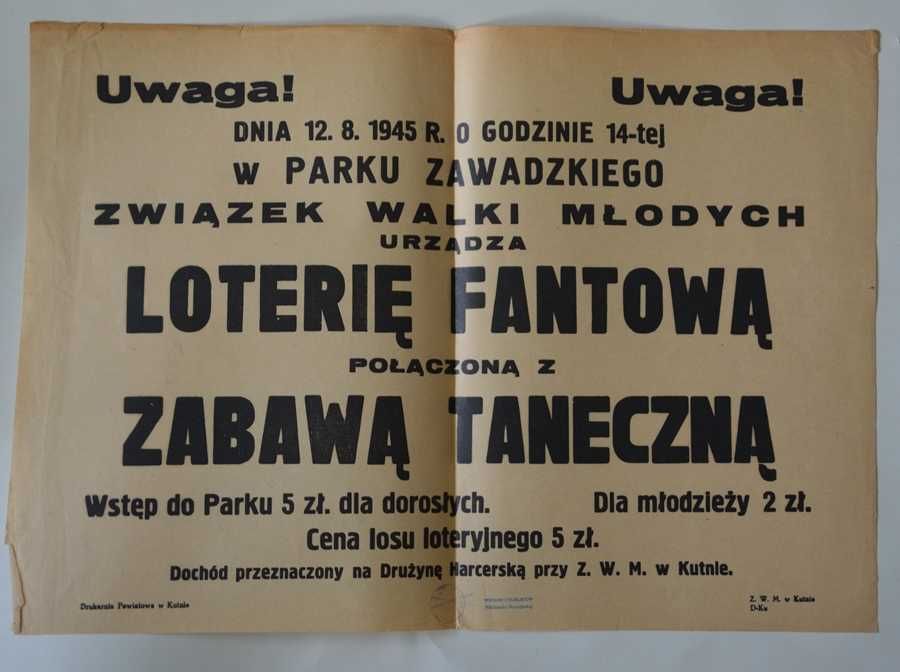 Uwaga! Uwaga!
DNIA 12. 8. 1945 R. O GODZINIE 14-tej
W PARKU ZAWADZKIEGO
ZWIĄZEK WALKI MŁODYCH
URZĄDZA
LOTERIĘ FANTOWĄ
POŁĄCZONĄ Z
ZABAWĄ TANECZNĄ
Wstęp do Parku 5 zł. dla dorosłych. Dla młodzieży 2 zł.
Cena losu loteryjnego 5 zł.
Dochód przeznaczony na Drużynę Harcerską przy Z. W. M. w Kutnie.
Drukarnia Powiatowa w Kutnie
Z. W. M. w Kutnie
D-Ka